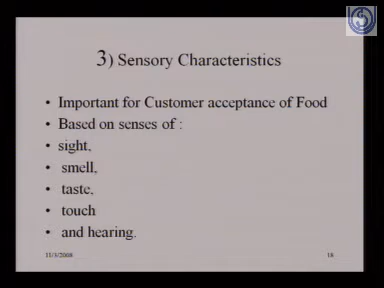 3) Sensory Characteristics
• Important for Customer acceptance of Food
• Based on senses of :
• sight,
• smell,
• taste,
• touch
• and hearing.
11/3/2008 18